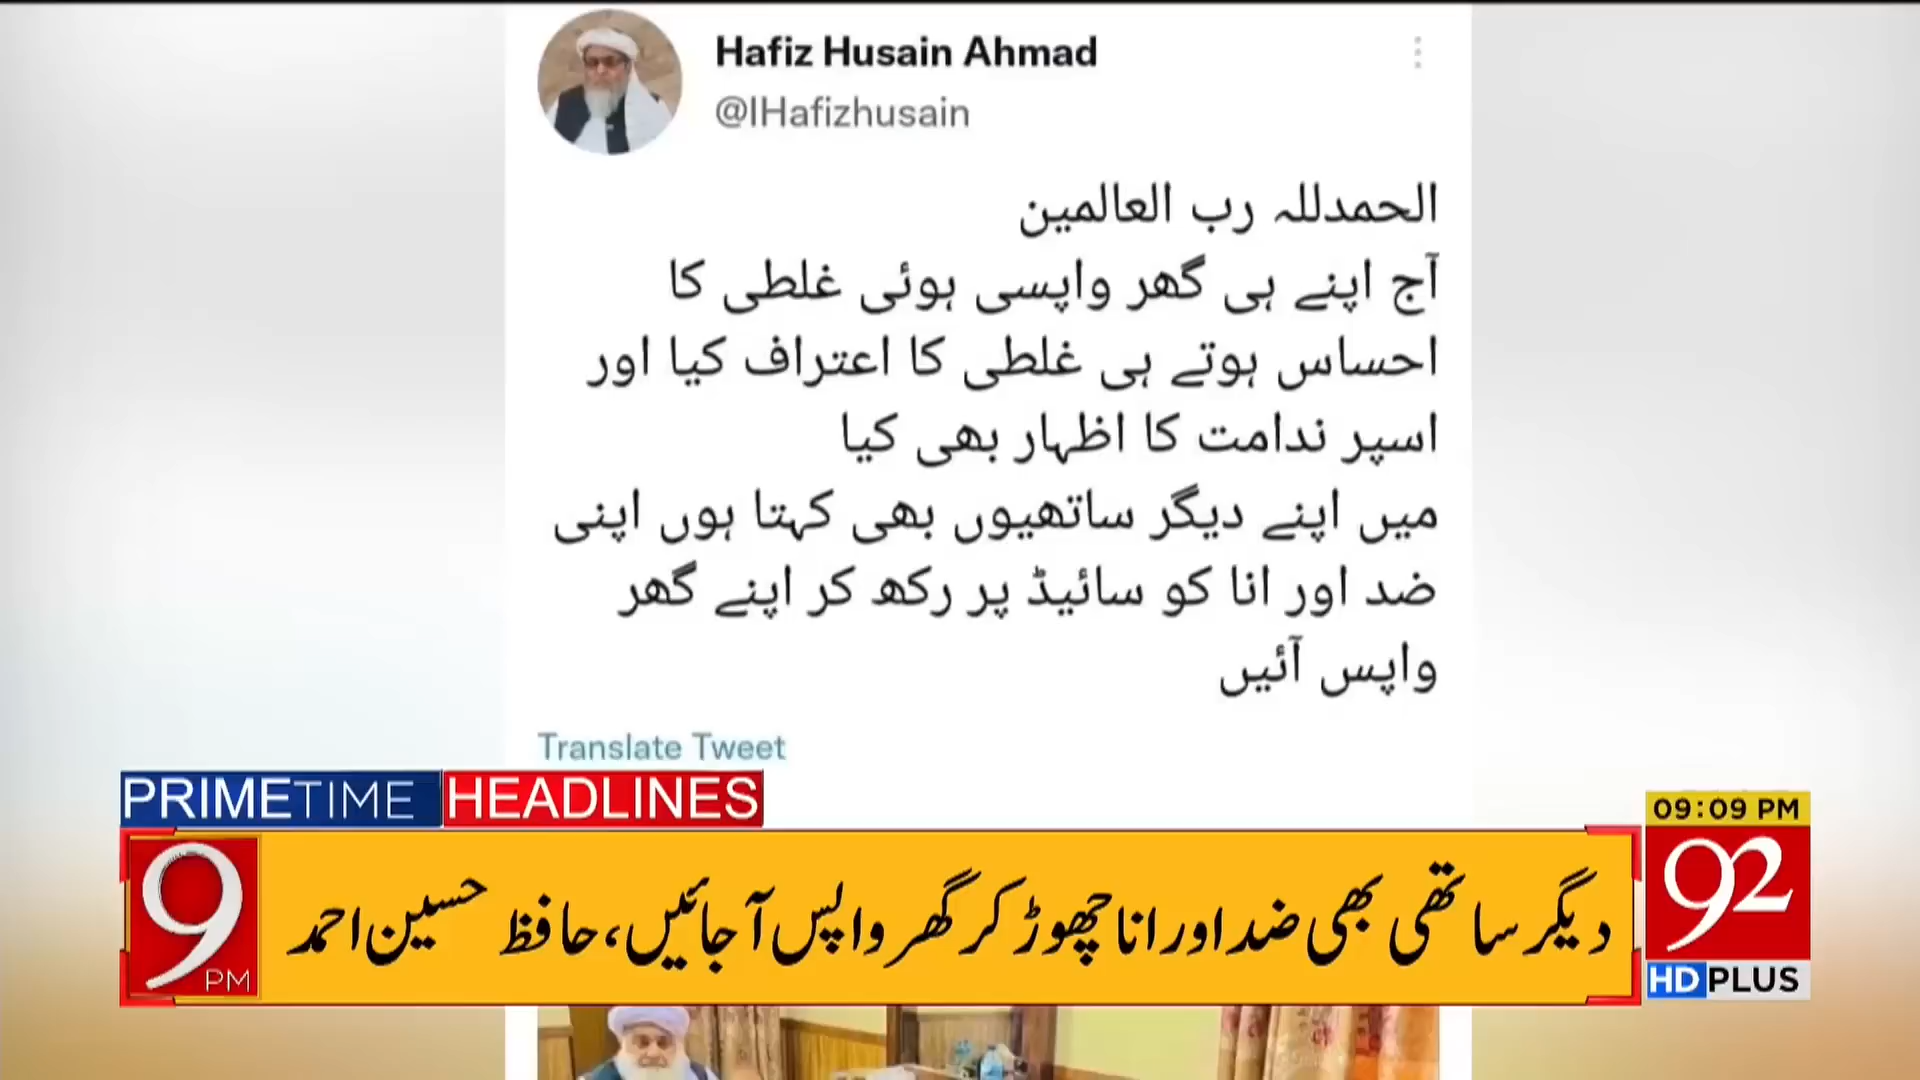 Hafiz Husain Ahmad
@IHafizhusain
الحمدللہ رب العالمین
آج اپنے ہی گھر واپسی ہوئی غلطی کا
احساس ہوتے ہی غلطی کا اعتراف کیا اور
اسپر ندامت کا اظہار بھی کیا
میں اپنے دیگر ساتھیوں بھی کہتا ہوں اپنی
ضد اور انا کو سائیڈ پر رکھ کر اپنے گھر
واپس آئیں
Translate Tweet
PRIMETIME HEADLINES
09:09 PM
9 PM
دیگر ساتھی بھی ضد اور انا چھوڑ کر گھر واپس آ جائیں، حافظ حسین احمد
92
HD PLUS